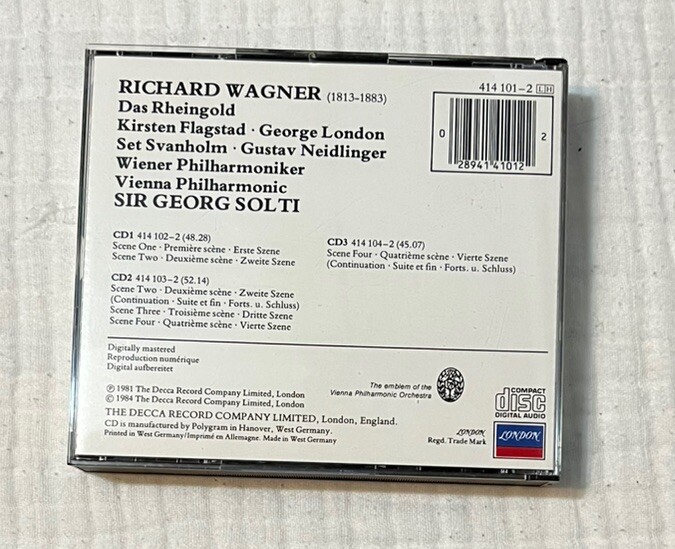 RICHARD WAGNER (1813–1883)
Das Rheingold
Kirsten Flagstad · George London
Set Svanholm · Gustav Neidlinger
Wiener Philharmoniker
Vienna Philharmonic
SIR GEORG SOLTI
414 101–2 LH
0 28941 41012 2
CD1 414 102–2 (48.28)
Scene One · Première scène · Erste Szene
Scene Two · Deuxième scène · Zweite Szene
CD2 414 103–2 (52.14)
Scene Two · Deuxième scène · Zweite Szene
(Continuation · Suite et fin · Forts. u. Schluss)
Scene Three · Troisième scène · Dritte Szene
Scene Four · Quatrième scène · Vierte Szene
CD3 414 104–2 (45.07)
Scene Four · Quatrième scène · Vierte Szene
(Continuation · Suite et fin · Forts. u. Schluss)
Digitally mastered
Reproduction numérique
Digital aufbereitet
℗ 1981 The Decca Record Company Limited, London
© 1984 The Decca Record Company Limited, London
THE DECCA RECORD COMPANY LIMITED, London, England.
CD is manufactured by Polygram in Hanover, West Germany.
Printed in West Germany/Imprimé en Allemagne. Made in West Germany
The emblem of the
Vienna Philharmonic Orchestra
COMPACT
disc
DIGITAL AUDIO
LONDON
Regd. Trade Mark
LONDON